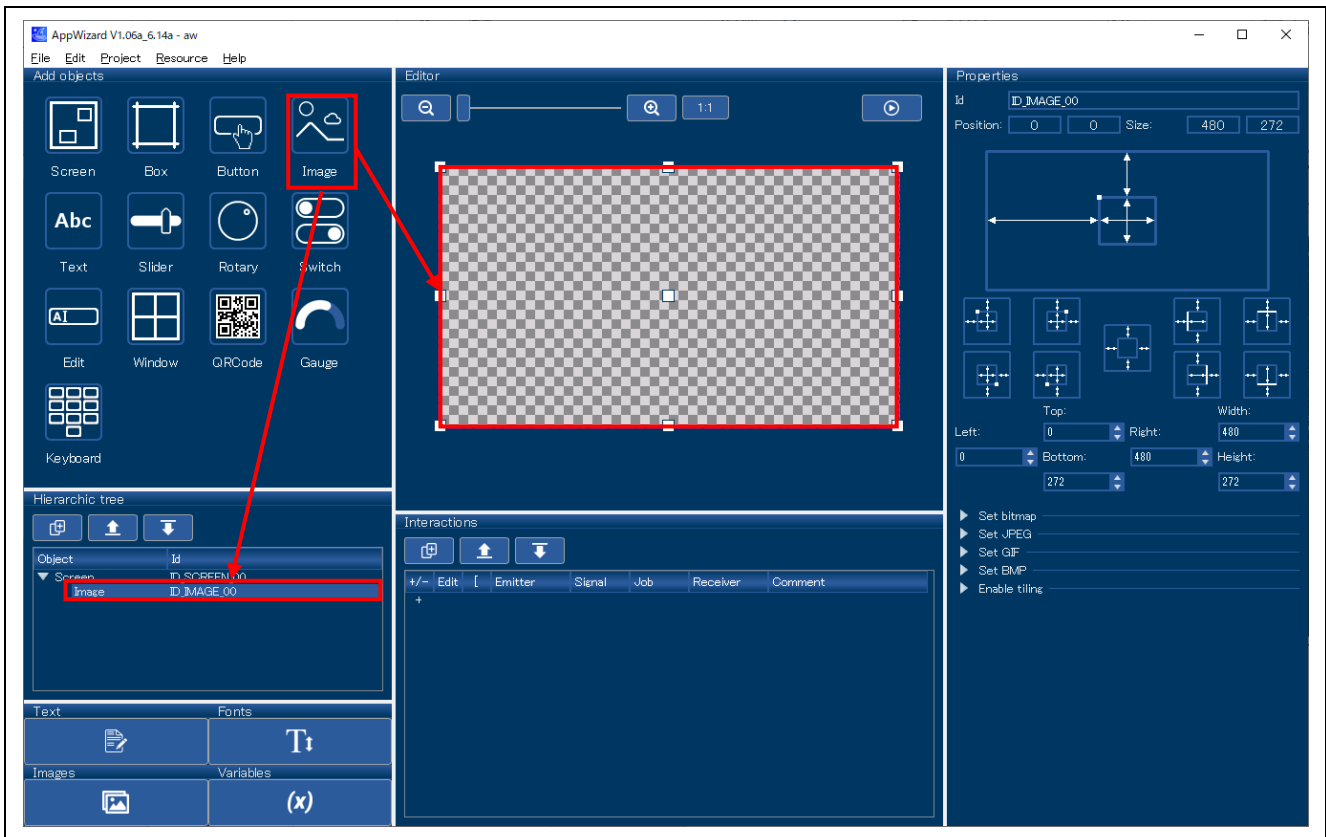 AppWizard V1.06a_6.14a - aw
File Edit Project Resource Help
Add objects
Screen Box Button Image
Abc
Text Slider Rotary Switch
AI
Edit Window QRCode Gauge
Keyboard
Hierarchic tree
Object Id
Screen ID_SCREEN_00
Image ID_IMAGE_00
Text Fonts
T
Images Variables
(x)
Editor
1:1
Interactions
+/- Edit [ Emitter Signal Job Receiver Comment
+
Properties
Id ID_IMAGE_00
Position: 0 0 Size: 480 272
Top: Width:
Left: 0 Right: 480
0 Bottom: 480 Height:
272 272
Set bitmap
Set JPEG
Set GIF
Set BMP
Enable tiling